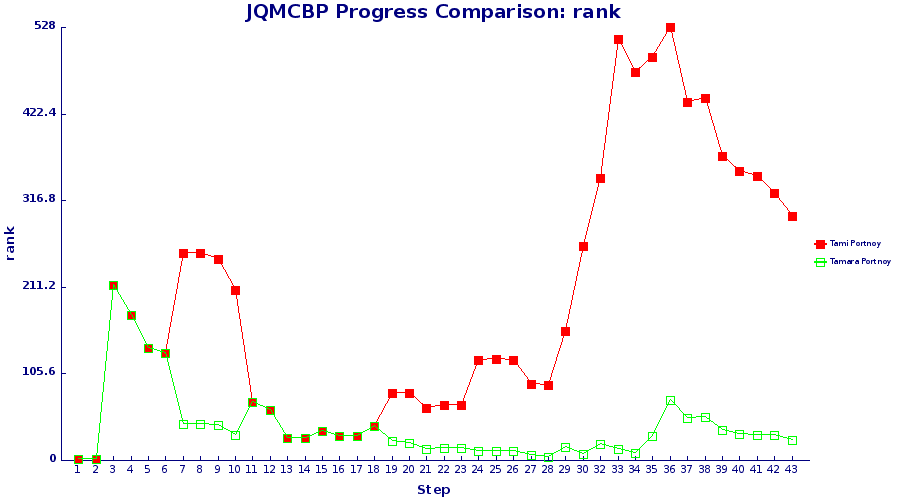 JQMCBP Progress Comparison: rank
528
422.4
316.8
211.2
105.6
0
rank
1 2 3 4 5 6 7 8 9 10 11 12 13 14 15 16 17 18 19 20 21 22 23 24 25 26 27 28 29 30 32 33 34 35 36 37 38 39 40 41 42 43
Step
Tami Portnoy
Tamara Portnoy